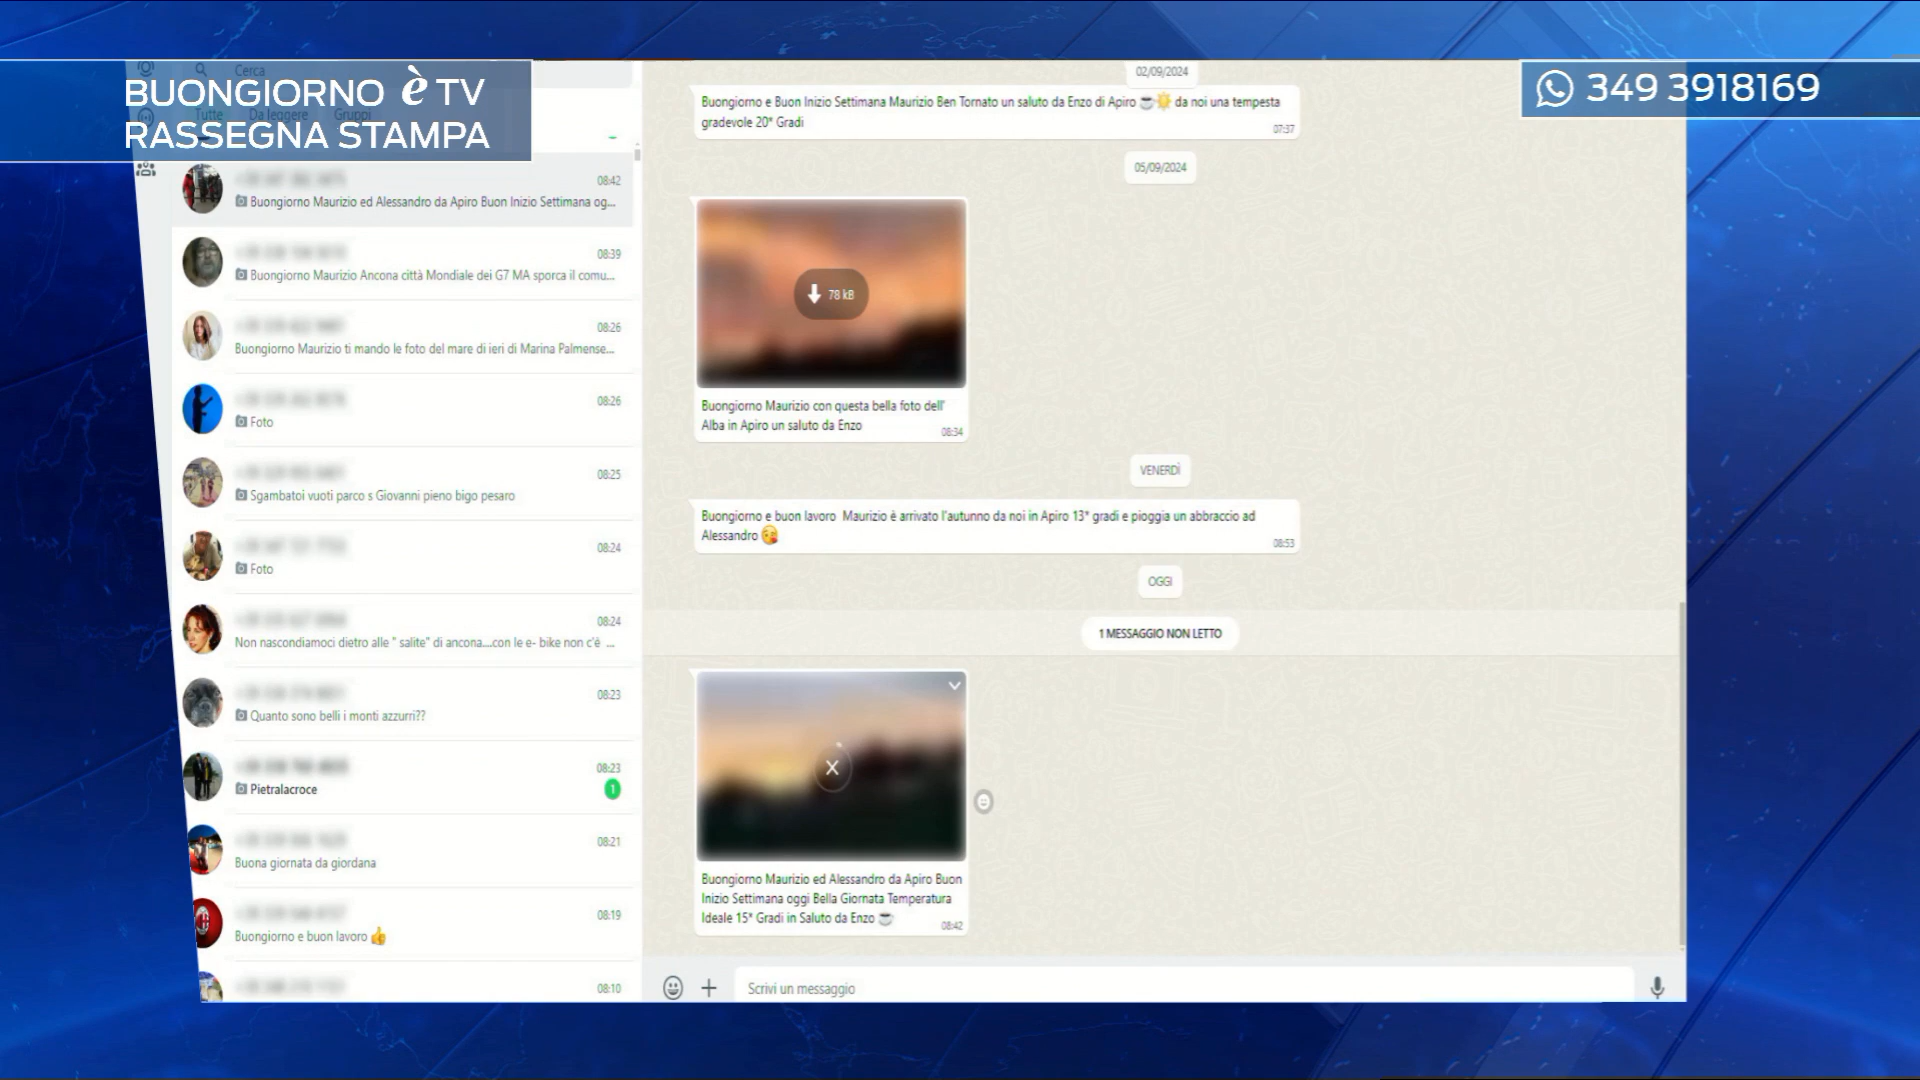 BUONGIORNO è TV
RASSEGNA STAMPA
349 3918169
Cerca
Tutte Da leggere Gruppi
08:42
Buongiorno Maurizio ed Alessandro da Apiro Buon Inizio Settimana og...
08:39
Buongiorno Maurizio Ancona città Mondiale dei G7 MA sporca il comu...
08:26
Buongiorno Maurizio ti mando le foto del mare di ieri di Marina Palmense...
08:26
Foto
08:25
Sgambatoi vuoti parco s Giovanni pieno bigo pesaro
08:24
Foto
08:24
Non nascondiamoci dietro alle " salite" di ancona....con le e- bike non c'è ...
08:23
Quanto sono belli i monti azzurri??
08:23
Pietralacroce
1
08:21
Buona giornata da giordana
08:19
Buongiorno e buon lavoro 👍
08:10
02/09/2024
Buongiorno e Buon Inizio Settimana Maurizio Ben Tornato un saluto da Enzo di Apiro ☕☀️ da noi una tempesta
gradevole 20° Gradi
07:37
05/09/2024
78 kB
Buongiorno Maurizio con questa bella foto dell'
Alba in Apiro un saluto da Enzo
08:34
VENERDÌ
Buongiorno e buon lavoro Maurizio è arrivato l'autunno da noi in Apiro 13° gradi e pioggia un abbraccio ad
Alessandro 😘
08:53
OGGI
1 MESSAGGIO NON LETTO
Buongiorno Maurizio ed Alessandro da Apiro Buon
Inizio Settimana oggi Bella Giornata Temperatura
Ideale 15° Gradi in Saluto da Enzo ☕
08:42
Scrivi un messaggio